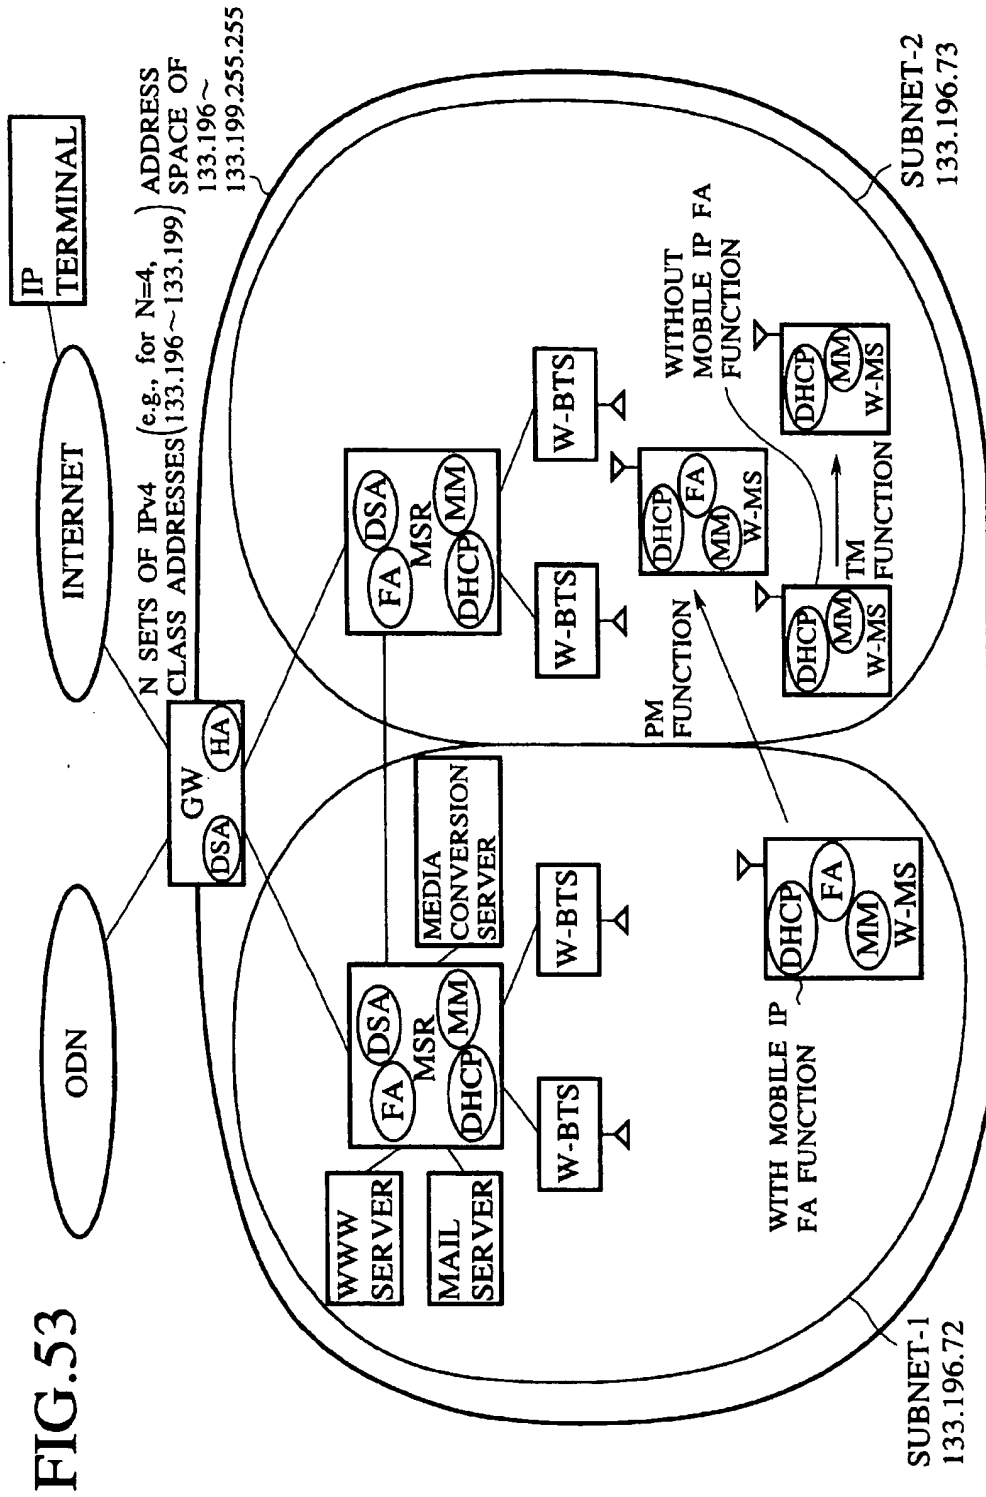 FIG.53
ODN
INTERNET
IP
TERMINAL
GW
DSA
HA
N SETS OF IPv4
CLASS ADDRESSES
(e.g., for N=4,
133.196~133.199)
ADDRESS
SPACE OF
133.196~
133.199.255.255
WWW
SERVER
MAIL
SERVER
FA
DSA
MSR
DHCP
MM
MEDIA
CONVERSION
SERVER
FA
DSA
MSR
DHCP
MM
W-BTS
W-BTS
W-BTS
W-BTS
WITH MOBILE IP
FA FUNCTION
DHCP
FA
MM
W-MS
PM
FUNCTION
DHCP
FA
MM
W-MS
WITHOUT
MOBILE IP FA
FUNCTION
DHCP
MM
W-MS
TM
FUNCTION
DHCP
MM
W-MS
SUBNET-1
133.196.72
SUBNET-2
133.196.73